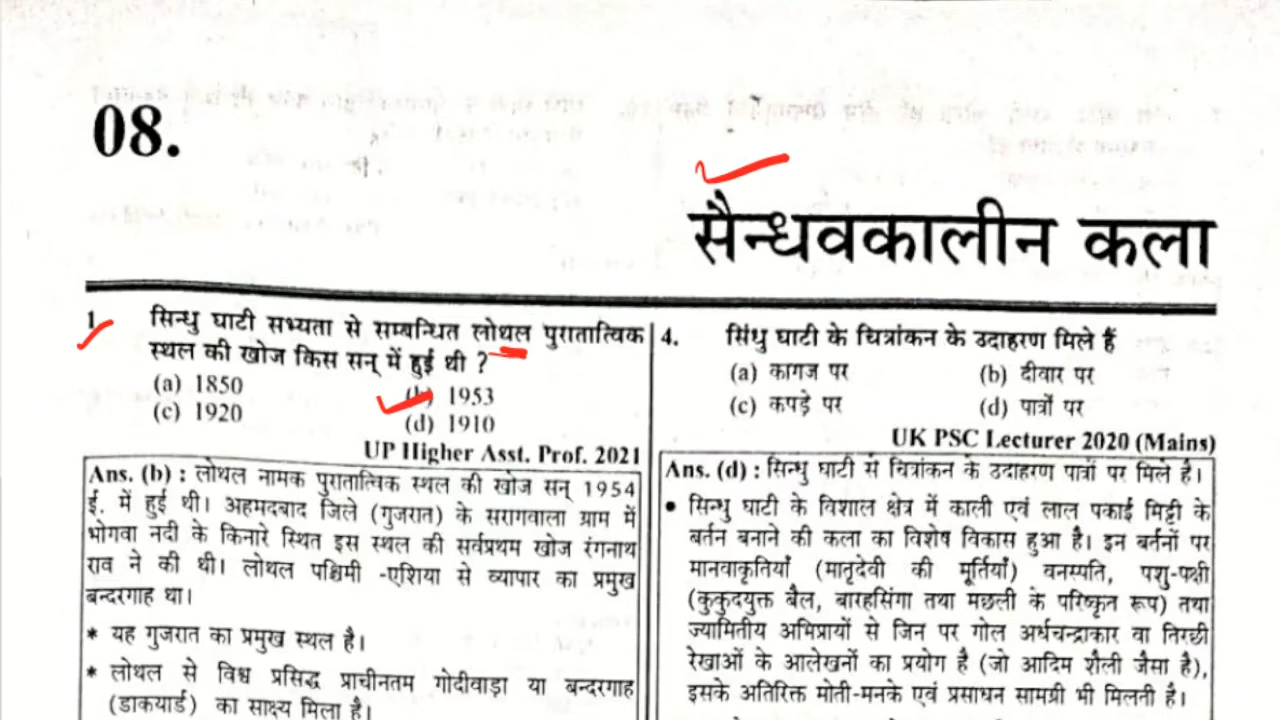 08.
सैन्धवकालीन कला
1 सिन्धु घाटी सभ्यता से सम्बन्धित लोथल पुरातात्विक
स्थल की खोज किस सन् में हुई थी ?
(a) 1850
(b) 1953
(c) 1920
(d) 1910
UP Higher Asst. Prof. 2021
Ans. (b) : लोथल नामक पुरातात्विक स्थल की खोज सन् 1954
ई. में हुई थी। अहमदबाद जिले (गुजरात) के सरागवाला ग्राम में
भोगवा नदी के किनारे स्थित इस स्थल की सर्वप्रथम खोज रंगनाथ
राव ने की थी। लोथल पश्चिमी -एशिया से व्यापार का प्रमुख
बन्दरगाह था।
* यह गुजरात का प्रमुख स्थल है।
* लोथल से विश्व प्रसिद्ध प्राचीनतम गोदीवाड़ा या बन्दरगाह
(डाकयार्ड) का साक्ष्य मिला है।
4. सिंधु घाटी के चित्रांकन के उदाहरण मिले हैं
(a) कागज पर
(b) दीवार पर
(c) कपड़े पर
(d) पात्रों पर
UK PSC Lecturer 2020 (Mains)
Ans. (d) : सिन्धु घाटी से चित्रांकन के उदाहरण पात्रों पर मिले है।
• सिन्धु घाटी के विशाल क्षेत्र में काली एवं लाल पकाई मिट्टी के
बर्तन बनाने की कला का विशेष विकास हुआ है। इन बर्तनों पर
मानवाकृतियाँ (मातृदेवी की मूर्तियाँ) वनस्पति, पशु-पक्षी
(कुकुदयुक्त बैल, बारहसिंगा तथा मछली के परिष्कृत रूप) तथा
ज्यामितीय अभिप्रायों से जिन पर गोल अर्धचन्द्राकार वा तिरछी
रेखाओं के आलेखनों का प्रयोग है (जो आदिम शैली जैसा है),
इसके अतिरिक्त मोती-मनके एवं प्रसाधन सामग्री भी मिलती है।